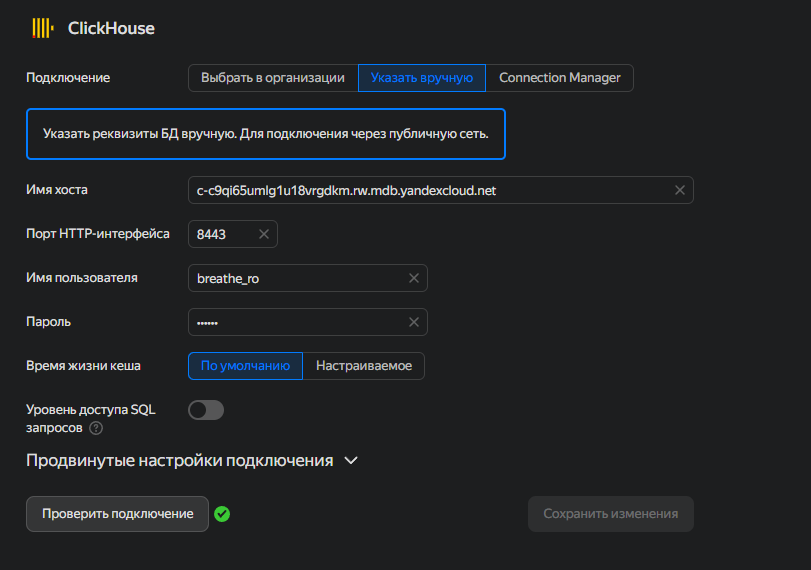 ClickHouse
Подключение
Выбрать в организации
Указать вручную
Connection Manager
Указать реквизиты БД вручную. Для подключения через публичную сеть.
Имя хоста
c-c9qi65umlg1u18vrgdkm.rw.mdb.yandexcloud.net
Порт HTTP-интерфейса
8443
Имя пользователя
breathe_ro
Пароль
••••••
Время жизни кеша
По умолчанию
Настраиваемое
Уровень доступа SQL
запросов ?
Продвинутые настройки подключения
Проверить подключение
Сохранить изменения